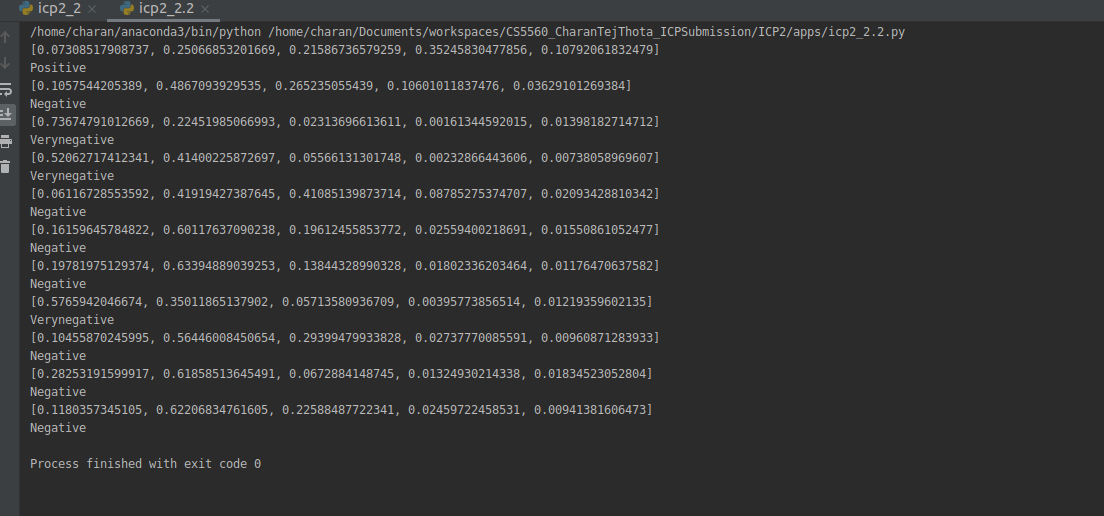 icp2_2 × icp2_2.2 ×
/home/charan/anaconda3/bin/python /home/charan/Documents/workspaces/CS5560_CharanTejThota_ICPSubmission/ICP2/apps/icp2_2.2.py
[0.07308517908737, 0.25066853201669, 0.21586736579259, 0.35245830477856, 0.10792061832479]
Positive
[0.1057544205389, 0.4867093929535, 0.265235055439, 0.10601011837476, 0.03629101269384]
Negative
[0.73674791012669, 0.22451985066993, 0.02313696613611, 0.00161344592015, 0.01398182714712]
Verynegative
[0.52062717412341, 0.41400225872697, 0.05566131301748, 0.00232866443606, 0.00738058969607]
Verynegative
[0.06116728553592, 0.41919427387645, 0.41085139873714, 0.08785275374707, 0.02093428810342]
Negative
[0.16159645784822, 0.60117637090238, 0.19612455853772, 0.02559400218691, 0.01550861052477]
Negative
[0.19781975129374, 0.63394889039253, 0.13844328990328, 0.01802336203464, 0.01176470637582]
Negative
[0.5765942046674, 0.35011865137902, 0.05713580936709, 0.00395773856514, 0.01219359602135]
Verynegative
[0.10455870245995, 0.56446008450654, 0.29399479933828, 0.02737770085591, 0.00960871283933]
Negative
[0.28253191599917, 0.61858513645491, 0.0672884148745, 0.01324930214338, 0.01834523052804]
Negative
[0.1180357345105, 0.62206834761605, 0.22588487722341, 0.02459722458531, 0.00941381606473]
Negative
Process finished with exit code 0